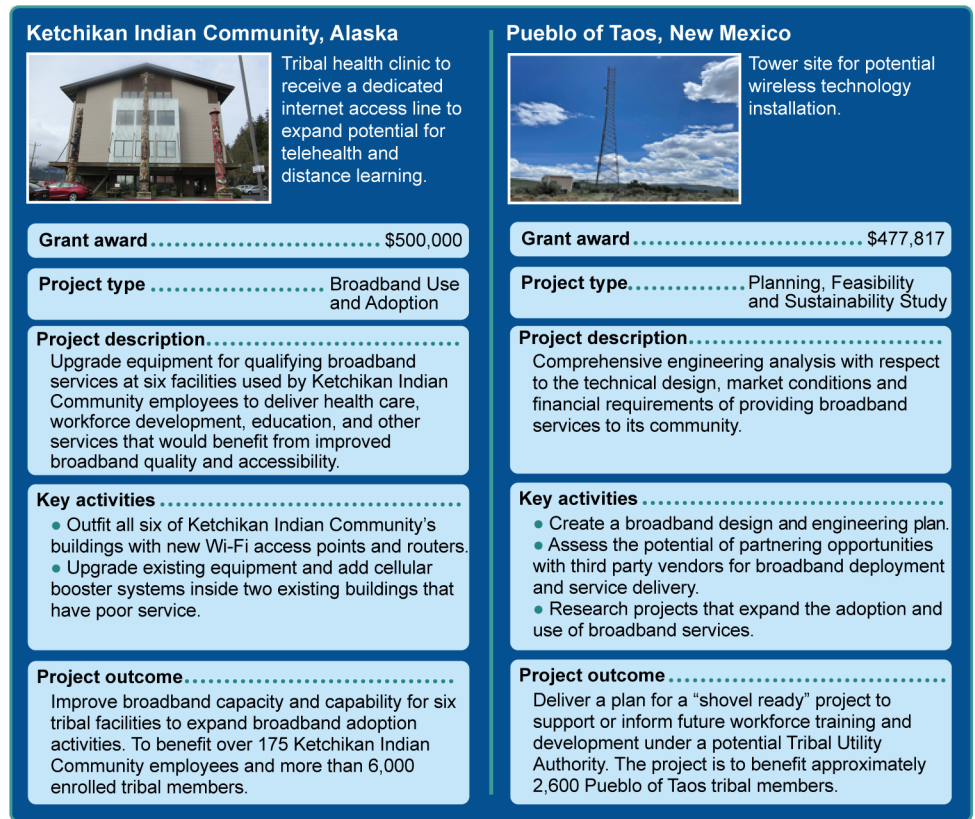 Ketchikan Indian Community, Alaska
Tribal health clinic to
receive a dedicated
internet access line to
expand potential for
telehealth and
distance learning.
Grant award $500,000
Project type Broadband Use
and Adoption
Project description
Upgrade equipment for qualifying broadband
services at six facilities used by Ketchikan Indian
Community employees to deliver health care,
workforce development, education, and other
services that would benefit from improved
broadband quality and accessibility.
Key activities
● Outfit all six of Ketchikan Indian Community's
buildings with new Wi-Fi access points and routers.
● Upgrade existing equipment and add cellular
booster systems inside two existing buildings that
have poor service.
Project outcome
Improve broadband capacity and capability for six
tribal facilities to expand broadband adoption
activities. To benefit over 175 Ketchikan Indian
Community employees and more than 6,000
enrolled tribal members.
Pueblo of Taos, New Mexico
Tower site for potential
wireless technology
installation.
Grant award $477,817
Project type Planning, Feasibility
and Sustainability Study
Project description
Comprehensive engineering analysis with respect
to the technical design, market conditions and
financial requirements of providing broadband
services to its community.
Key activities
● Create a broadband design and engineering plan.
● Assess the potential of partnering opportunities
with third party vendors for broadband deployment
and service delivery.
● Research projects that expand the adoption and
use of broadband services.
Project outcome
Deliver a plan for a “shovel ready” project to
support or inform future workforce training and
development under a potential Tribal Utility
Authority. The project is to benefit approximately
2,600 Pueblo of Taos tribal members.